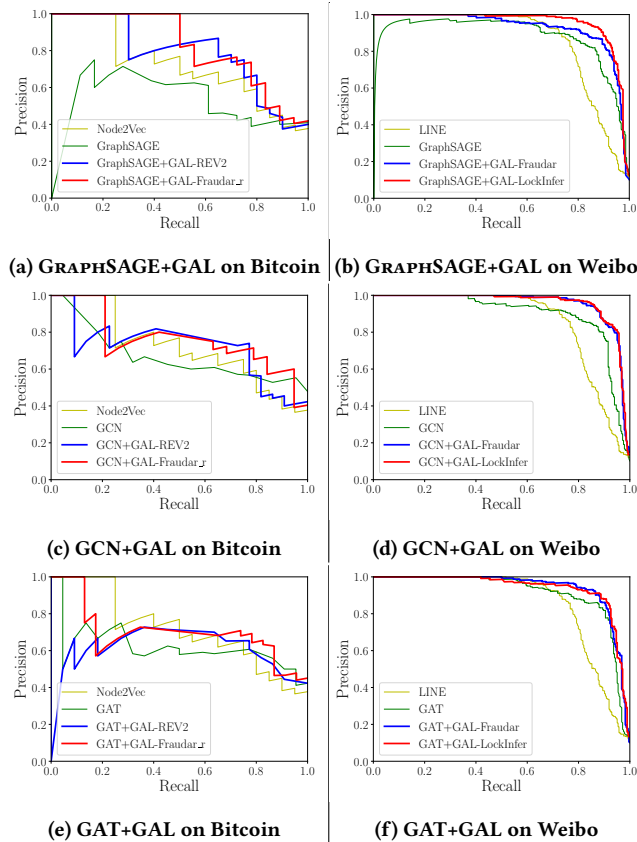 1.0
0.8
0.6
0.4
0.2
0.0
Precision
0.0 0.2 0.4 0.6 0.8 1.0
Recall
Node2Vec
GraphSAGE
GraphSAGE+GAL-REV2
GraphSAGE+GAL-Fraudar_r
(a) GRAPHSAGE+GAL on Bitcoin
1.0
0.8
0.6
0.4
0.2
0.0
Precision
0.0 0.2 0.4 0.6 0.8 1.0
Recall
LINE
GraphSAGE
GraphSAGE+GAL-Fraudar
GraphSAGE+GAL-LockInfer
(b) GRAPHSAGE+GAL on Weibo
1.0
0.8
0.6
0.4
0.2
0.0
Precision
0.0 0.2 0.4 0.6 0.8 1.0
Recall
Node2Vec
GCN
GCN+GAL-REV2
GCN+GAL-Fraudar_r
(c) GCN+GAL on Bitcoin
1.0
0.8
0.6
0.4
0.2
0.0
Precision
0.0 0.2 0.4 0.6 0.8 1.0
Recall
LINE
GCN
GCN+GAL-Fraudar
GCN+GAL-LockInfer
(d) GCN+GAL on Weibo
1.0
0.8
0.6
0.4
0.2
0.0
Precision
0.0 0.2 0.4 0.6 0.8 1.0
Recall
Node2Vec
GAT
GAT+GAL-REV2
GAT+GAL-Fraudar_r
(e) GAT+GAL on Bitcoin
1.0
0.8
0.6
0.4
0.2
0.0
Precision
0.0 0.2 0.4 0.6 0.8 1.0
Recall
LINE
GAT
GAT+GAL-Fraudar
GAT+GAL-LockInfer
(f) GAT+GAL on Weibo